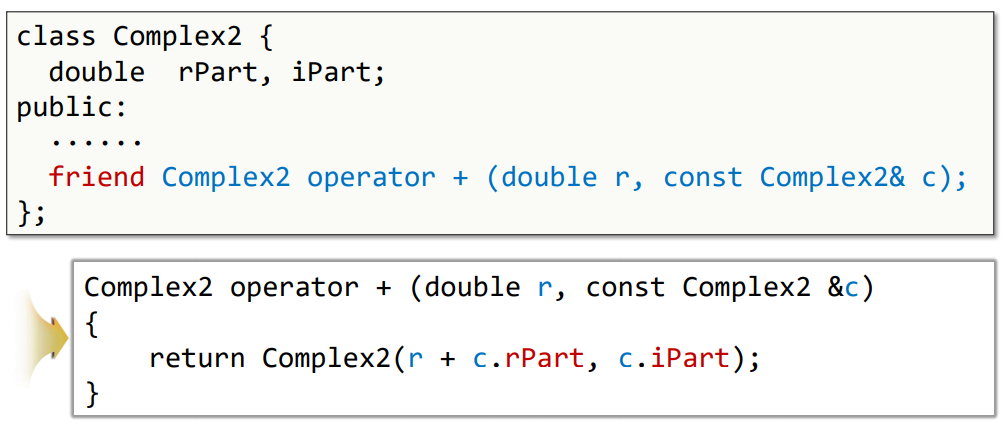 class Complex2 {
  double  rPart, iPart;
public:
  ······
  friend Complex2 operator + (double r, const Complex2& c);
};
Complex2 operator + (double r, const Complex2 &c)
{
    return Complex2(r + c.rPart, c.iPart);
}